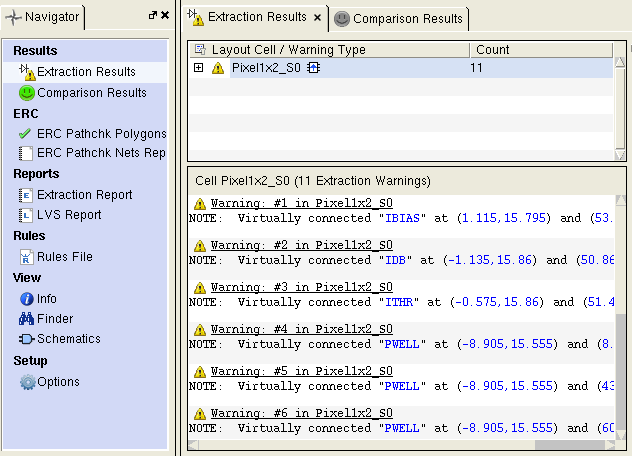 Navigator
Results
Extraction Results
Comparison Results
ERC
ERC Pathchk Polygons
ERC Pathchk Nets Rep
Reports
Extraction Report
LVS Report
Rules
Rules File
View
Info
Finder
Schematics
Setup
Options
Extraction Results
Comparison Results
Layout Cell / Warning Type Count
Pixel1x2_S0 11
Cell Pixel1x2_S0 (11 Extraction Warnings)
Warning: #1 in Pixel1x2_S0
NOTE: Virtually connected "IBIAS" at (1.115,15.795) and (53.
Warning: #2 in Pixel1x2_S0
NOTE: Virtually connected "IDB" at (-1.135,15.86) and (50.86
Warning: #3 in Pixel1x2_S0
NOTE: Virtually connected "ITHR" at (-0.575,15.86) and (51.4
Warning: #4 in Pixel1x2_S0
NOTE: Virtually connected "PWELL" at (-8.905,15.555) and (8.
Warning: #5 in Pixel1x2_S0
NOTE: Virtually connected "PWELL" at (-8.905,15.555) and (43
Warning: #6 in Pixel1x2_S0
NOTE: Virtually connected "PWELL" at (-8.905,15.555) and (60